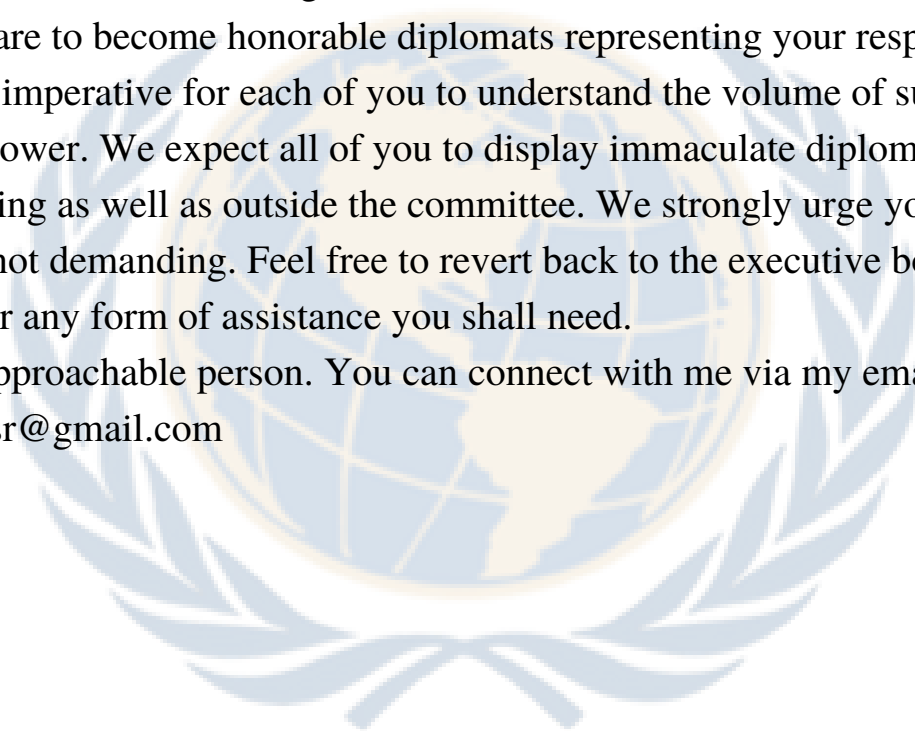 are to become honorable diplomats representing your resp
imperative for each of you to understand the volume of su
ower. We expect all of you to display immaculate diplom
ing as well as outside the committee. We strongly urge yo
not demanding. Feel free to revert back to the executive bo
r any form of assistance you shall need.
pproachable person. You can connect with me via my ema
sr@gmail.com